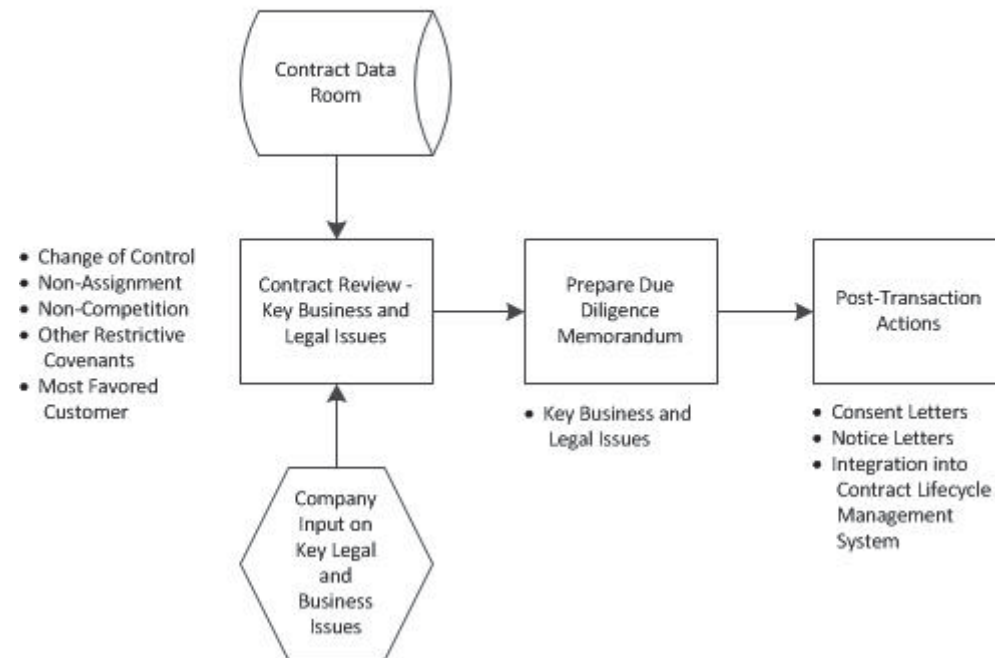 Contract Data
Room
• Change of Control
• Non-Assignment
• Non-Competition
• Other Restrictive
Covenants
• Most Favored
Customer
Contract Review -
Key Business and
Legal Issues
Prepare Due
Diligence
Memorandum
• Key Business and
Legal Issues
Post-Transaction
Actions
• Consent Letters
• Notice Letters
• Integration into
Contract Lifecycle
Management
System
Company
Input on
Key Legal
and
Business
Issues